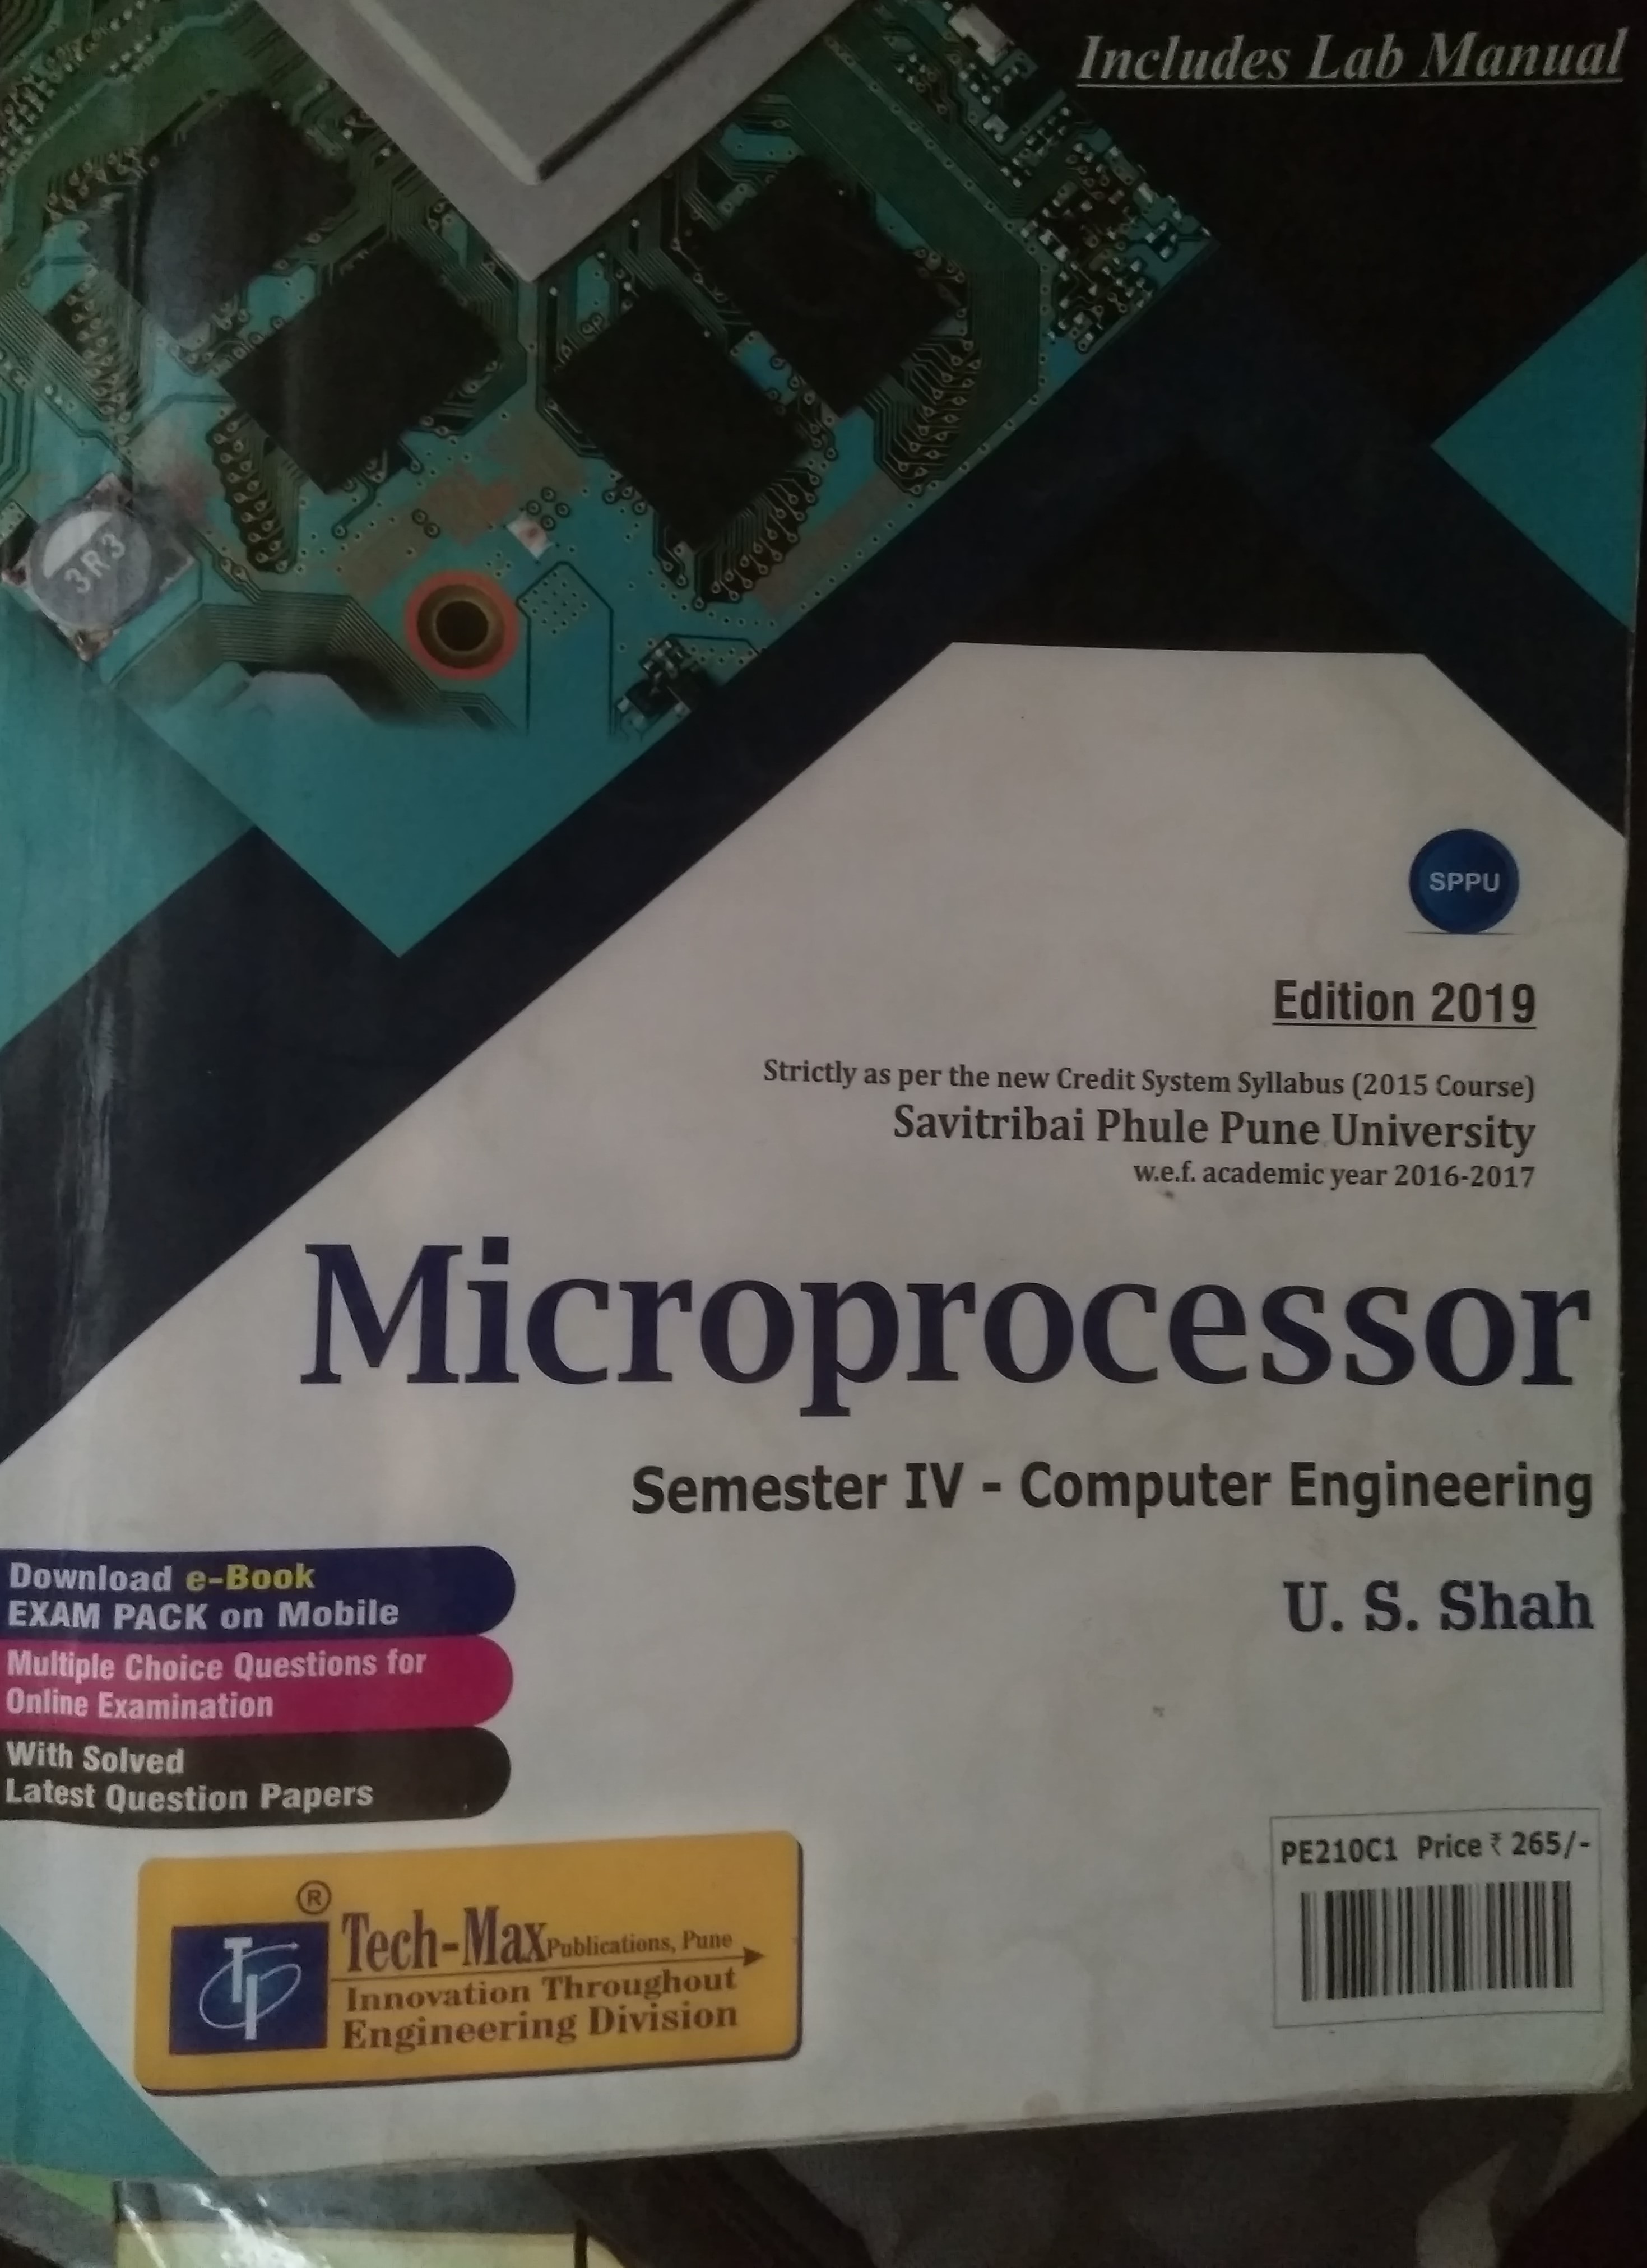 Includes Lab Manual
3R3
SPPU
Edition 2019
Strictly as per the new Credit System Syllabus (2015 Course)
Savitribai Phule Pune University
w.e.f. academic year 2016-2017
Microprocessor
Semester IV - Computer Engineering
U. S. Shah
Download e-Book
EXAM PACK on Mobile
Multiple Choice Questions for
Online Examination
With Solved
Latest Question Papers
PE210C1 Price ₹ 265/-
®
Tech-Max Publications, Pune
Innovation Throughout
Engineering Division